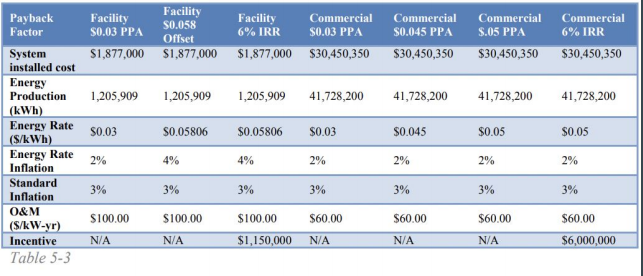 Payback Factor Facility $0.03 PPA Facility $0.058 Offset Facility 6% IRR Commercial $0.03 PPA Commercial $0.045 PPA Commercial $.05 PPA Commercial 6% IRR
System installed cost $1,877,000 $1,877,000 $1,877,000 $30,450,350 $30,450,350 $30,450,350 $30,450,350
Energy Production (kWh) 1,205,909 1,205,909 1,205,909 41,728,200 41,728,200 41,728,200 41,728,200
Energy Rate ($/kWh) $0.03 $0.05806 $0.05806 $0.03 $0.045 $0.05 $0.05
Energy Rate Inflation 2% 4% 4% 2% 2% 2% 2%
Standard Inflation 3% 3% 3% 3% 3% 3% 3%
O&M ($/kW-yr) $100.00 $100.00 $100.00 $60.00 $60.00 $60.00 $60.00
Incentive N/A N/A $1,150,000 N/A N/A N/A $6,000,000
Table 5-3